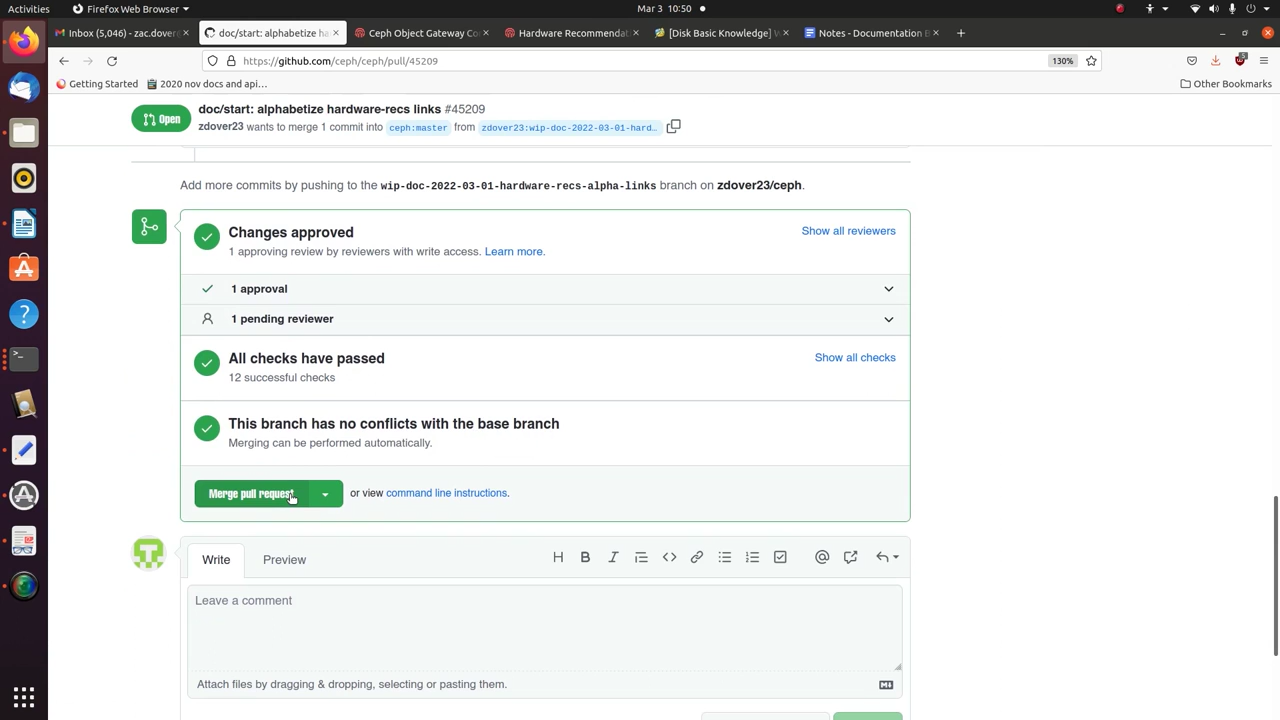 Activities
Firefox Web Browser
Mar 3 10:50
Inbox (5,046) - zac.dover
doc/start: alphabetize ha
Ceph Object Gateway Co
Hardware Recommendat
[Disk Basic Knowledge] W
Notes - Documentation B
https://github.com/ceph/ceph/pull/45209
130%
Getting Started
2020 nov docs and api…
Other Bookmarks
Open
doc/start: alphabetize hardware-recs links #45209
zdover23 wants to merge 1 commit into ceph:master from zdover23:wip-doc-2022-03-01-hard…
Add more commits by pushing to the wip-doc-2022-03-01-hardware-recs-alpha-links branch on zdover23/ceph.
Changes approved
Show all reviewers
1 approving review by reviewers with write access. Learn more.
1 approval
1 pending reviewer
All checks have passed
Show all checks
12 successful checks
This branch has no conflicts with the base branch
Merging can be performed automatically.
Merge pull request
or view command line instructions.
Write
Preview
Leave a comment
Attach files by dragging & dropping, selecting or pasting them.